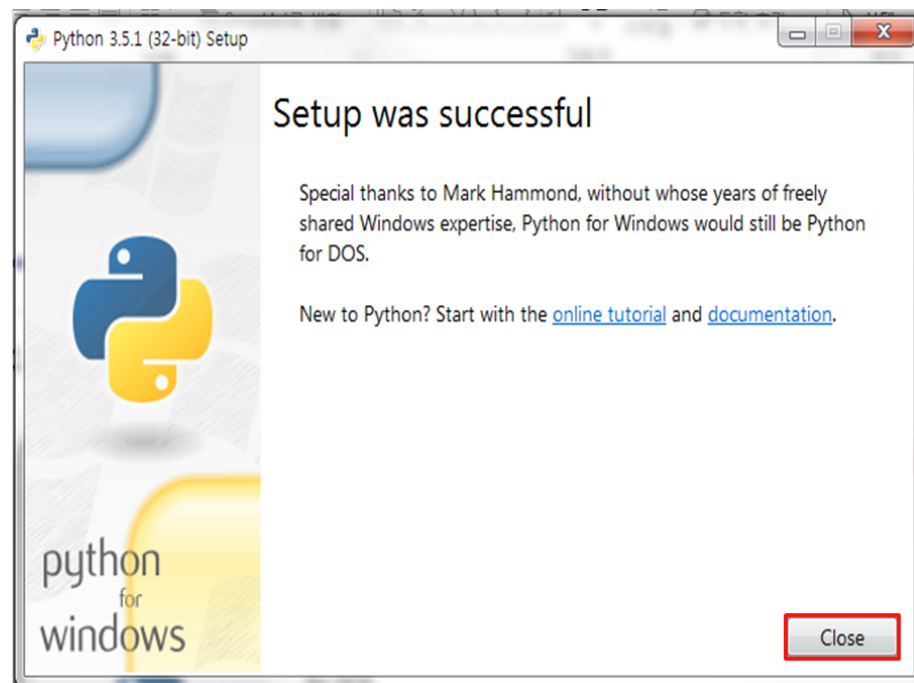 Python 3.5.1 (32-bit) Setup
Setup was successful
Special thanks to Mark Hammond, without whose years of freely
shared Windows expertise, Python for Windows would still be Python
for DOS.
New to Python? Start with the online tutorial and documentation.
python
for
windows
Close